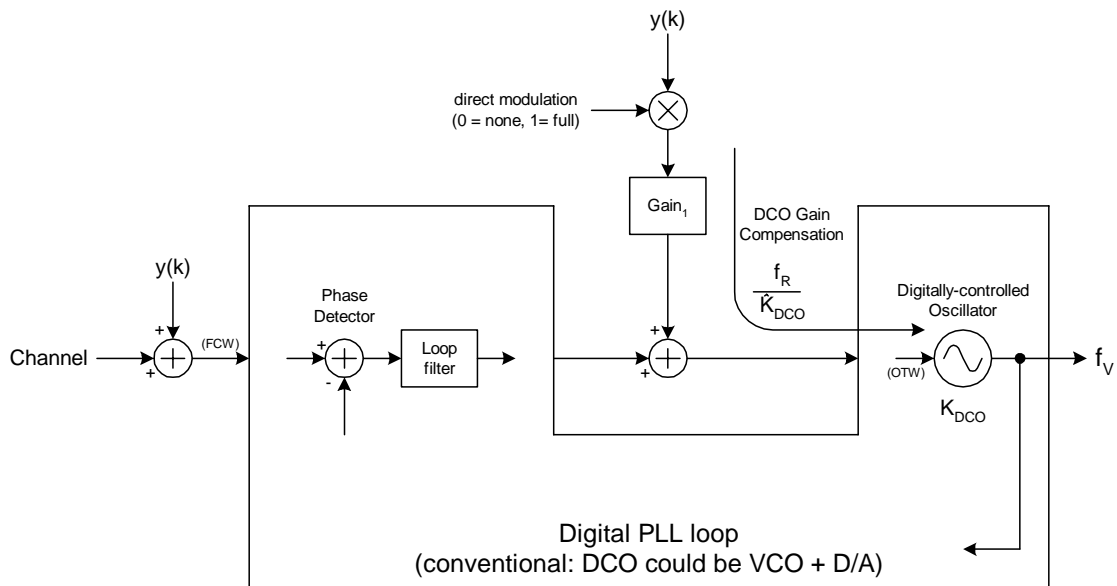 y(k)
direct modulation
(0 = none, 1= full)
Gain1
DCO Gain
Compensation
fR
K̂DCO
y(k)
+
+
Channel
(FCW)
Phase
Detector
+
-
Loop
filter
+
+
Digitally-controlled
Oscillator
(OTW)
KDCO
fV
Digital PLL loop
(conventional: DCO could be VCO + D/A)